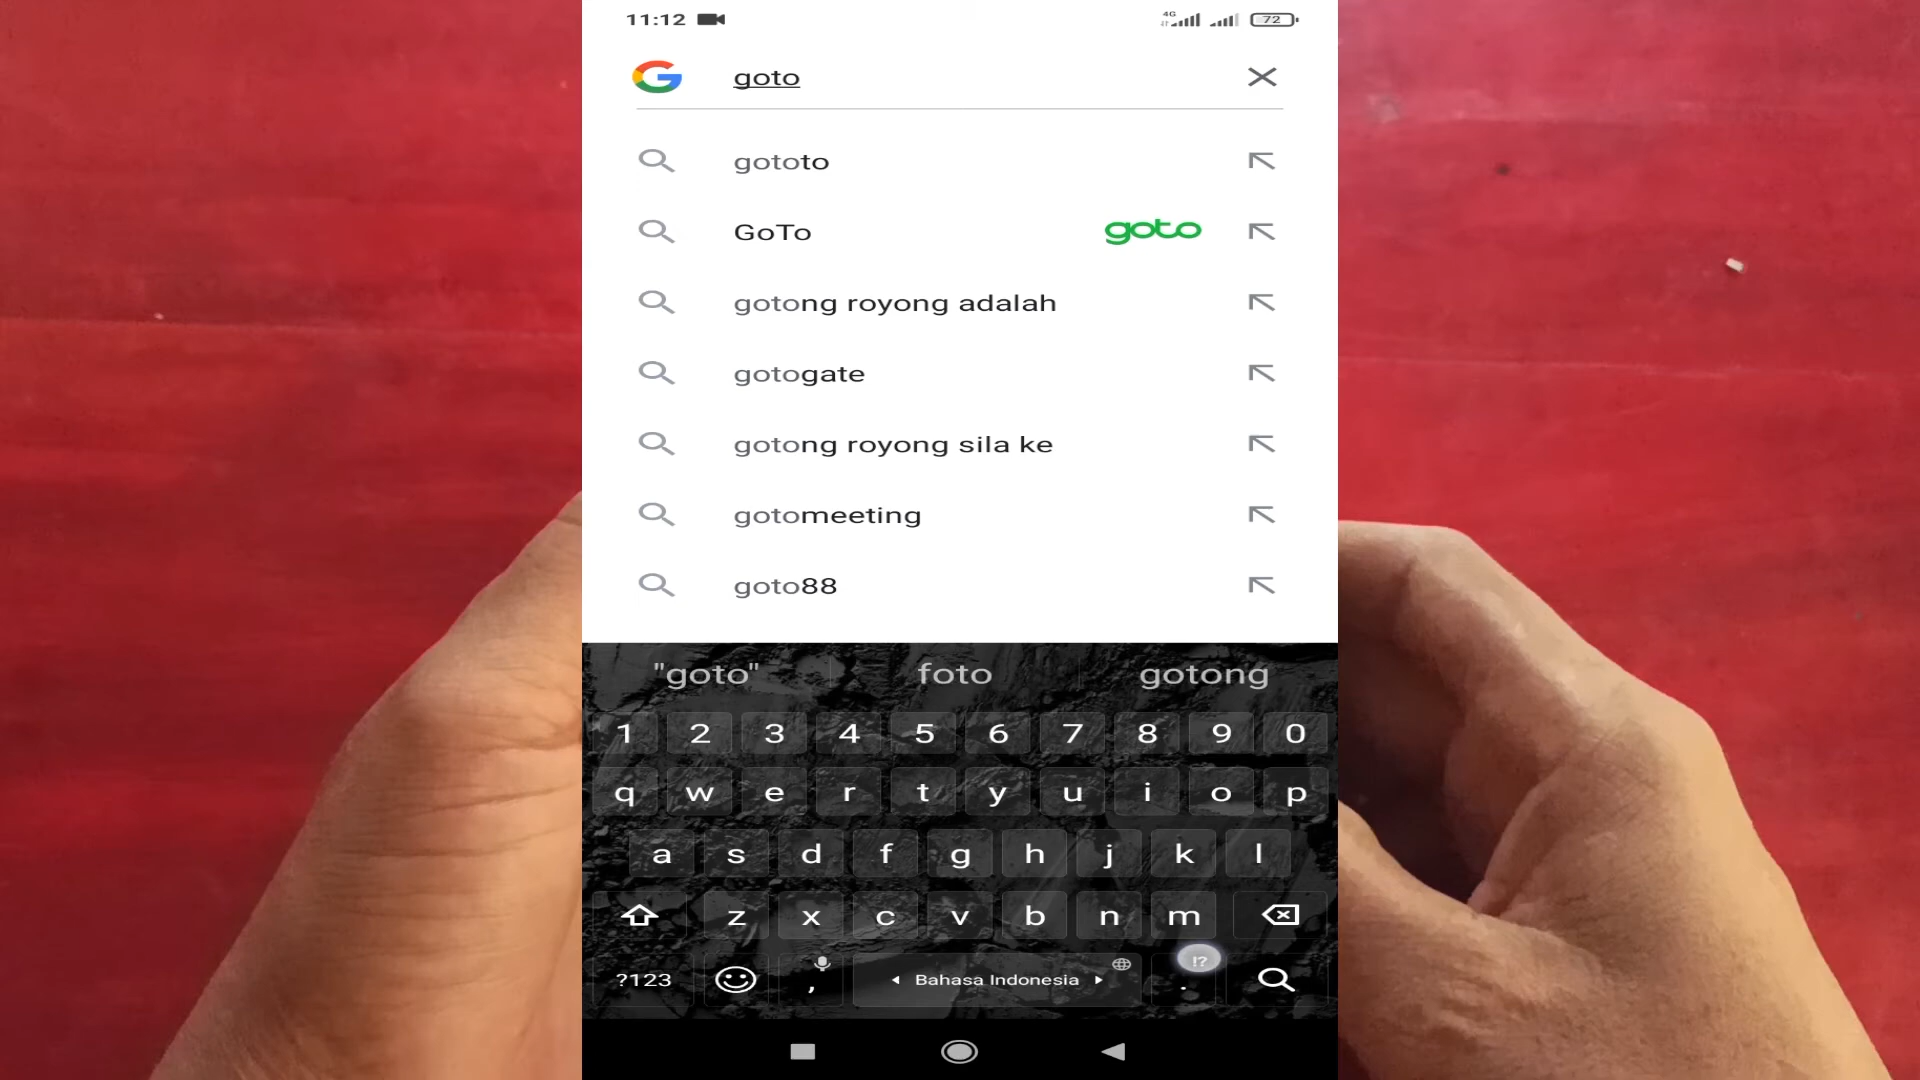 11:12
4G
72
goto
gototo
GoTo
goto
gotong royong adalah
gotogate
gotong royong sila ke
gotomeeting
goto88
"goto" foto gotong
1 2 3 4 5 6 7 8 9 0
q w e r t y u i o p
a s d f g h j k l
z x c v b n m
!?
?123 , Bahasa Indonesia .